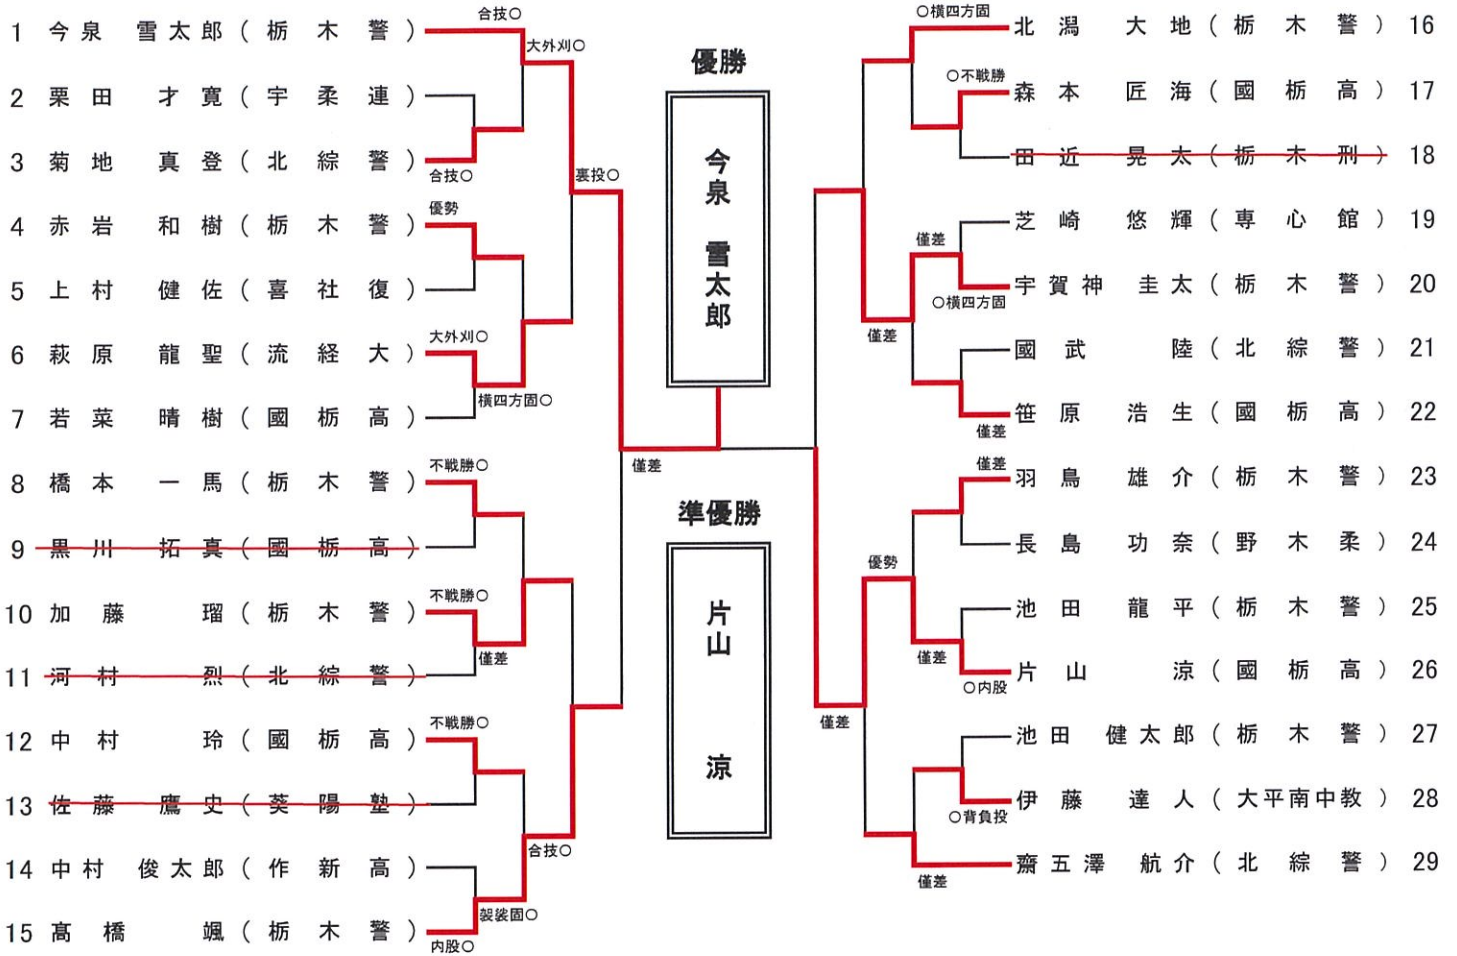 合技○
1 今泉 雪太郎 (栃木警)
大外刈○
2 栗田 才寛 (宇柔連)
3 菊地 真登 (北綜警)
合技○
裏投○
優勢
4 赤岩 和樹 (栃木警)
5 上村 健佐 (喜社復)
大外刈○
6 萩原 龍聖 (流経大)
横四方固○
7 若菜 晴樹 (國栃高)
不戦勝○
8 橋本 一馬 (栃木警)
9 黒川 拓真 (國栃高)
不戦勝○
10 加藤 瑠 (栃木警)
僅差
11 河村 烈 (北綜警)
不戦勝○
12 中村 玲 (國栃高)
13 佐藤 鷹史 (葵陽塾)
合技○
14 中村 俊太郎 (作新高)
袈裟固○
15 髙橋 颯 (栃木警)
内股○
優勝
今泉 雪太郎
僅差
準優勝
片山 涼
○横四方固
北潟 大地 (栃木警) 16
○不戦勝
森本 匠海 (國栃高) 17
田近 晃太 (栃木刑) 18
芝崎 悠輝 (専心館) 19
僅差
宇賀神 圭太 (栃木警) 20
○横四方固
僅差
國武 陸 (北綜警) 21
笹原 浩生 (國栃高) 22
僅差
僅差
羽鳥 雄介 (栃木警) 23
長島 功奈 (野木柔) 24
優勢
池田 龍平 (栃木警) 25
僅差
片山 涼 (國栃高) 26
○内股
僅差
池田 健太郎 (栃木警) 27
伊藤 達人 (大平南中教) 28
○背負投
齋五澤 航介 (北綜警) 29
僅差